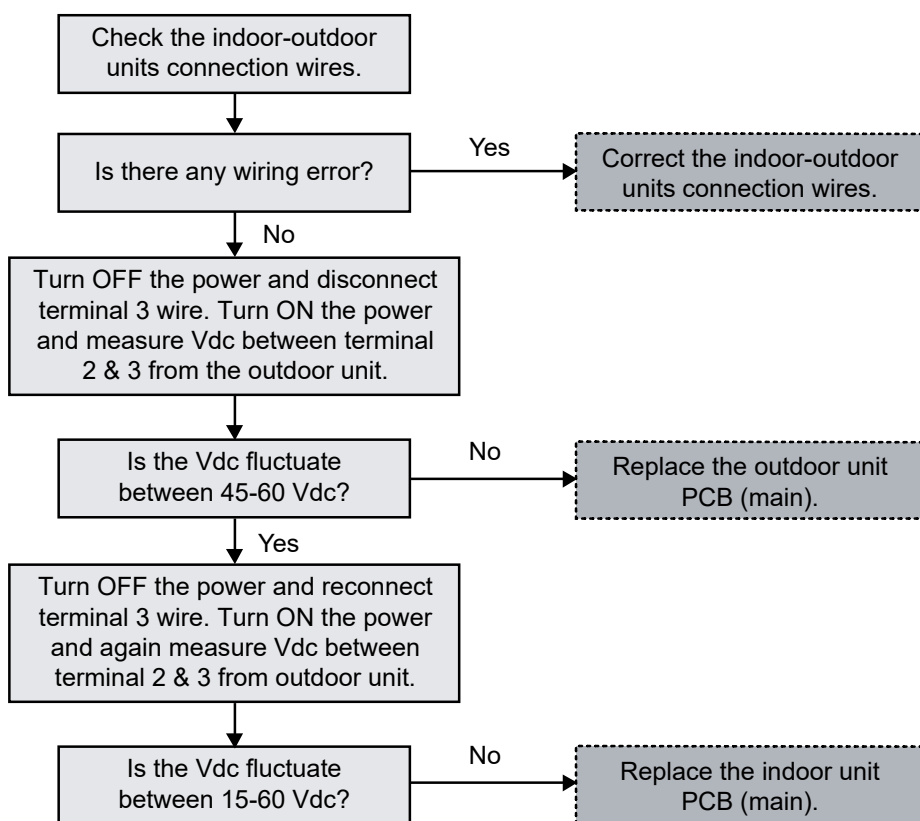 Check the indoor-outdoor
units connection wires.
Is there any wiring error?
Yes
Correct the indoor-outdoor
units connection wires.
No
Turn OFF the power and disconnect
terminal 3 wire. Turn ON the power
and measure Vdc between terminal
2 & 3 from the outdoor unit.
Is the Vdc fluctuate
between 45-60 Vdc?
No
Replace the outdoor unit
PCB (main).
Yes
Turn OFF the power and reconnect
terminal 3 wire. Turn ON the power
and again measure Vdc between
terminal 2 & 3 from outdoor unit.
Is the Vdc fluctuate
between 15-60 Vdc?
No
Replace the indoor unit
PCB (main).